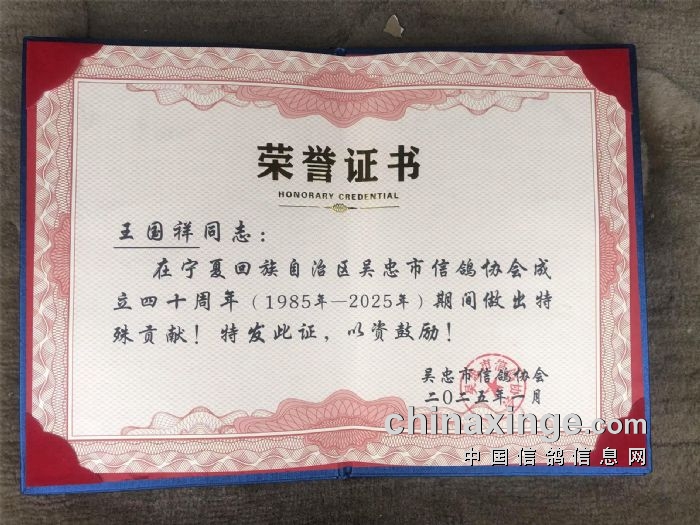 荣誉证书
HONORARY CREDENTIAL
王国祥同志：
在宁夏回族自治区吴忠市信鸽协会成
立四十周年（1985年—2025年）期间做出特
殊贡献！特发此证，以资鼓励！
吴忠市信鸽协会
二〇二五年一月
chinaxinge.com
中国信鸽信息网